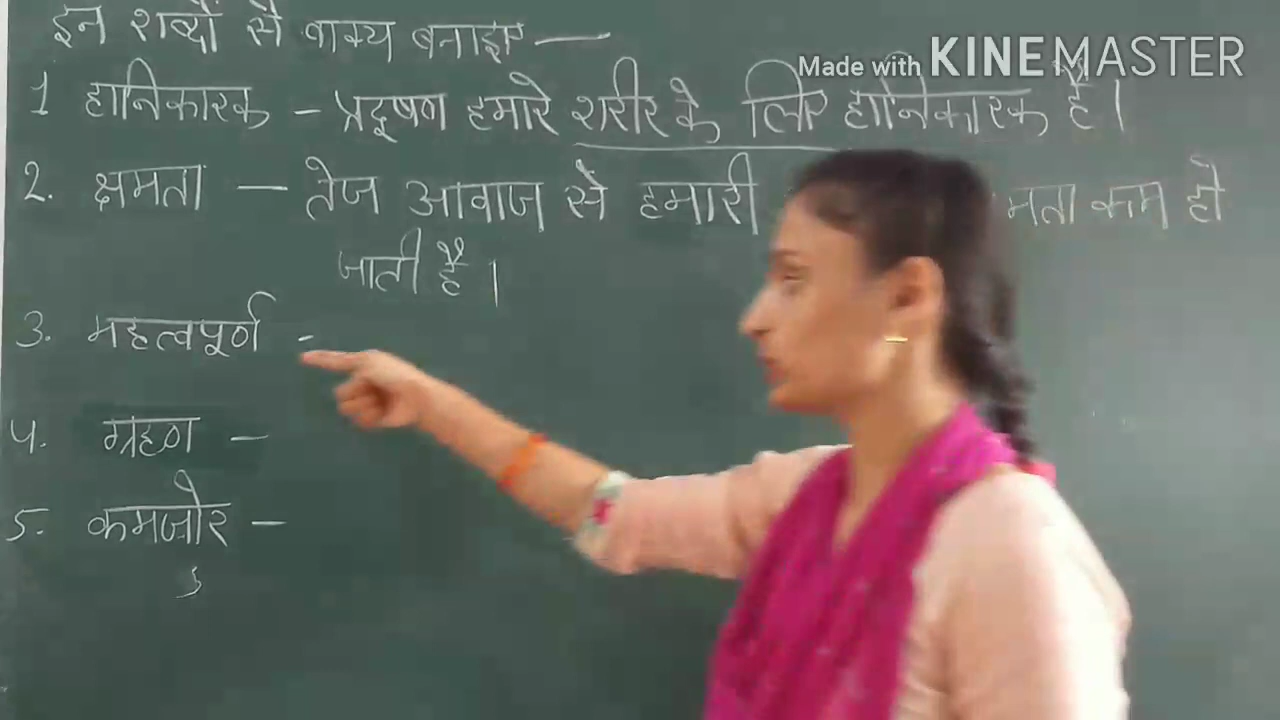 इन शब्दों से वाक्य बनाइए —
Made with KINEMASTER
1 हानिकारक - प्रदूषण हमारे शरीर के लिए हानिकारक है।
2. क्षमता — तेज आवाज से हमारी मता कम हो
जाती है।
3. महत्वपूर्ण -
4. ग्रहण —
5. कमजोर —